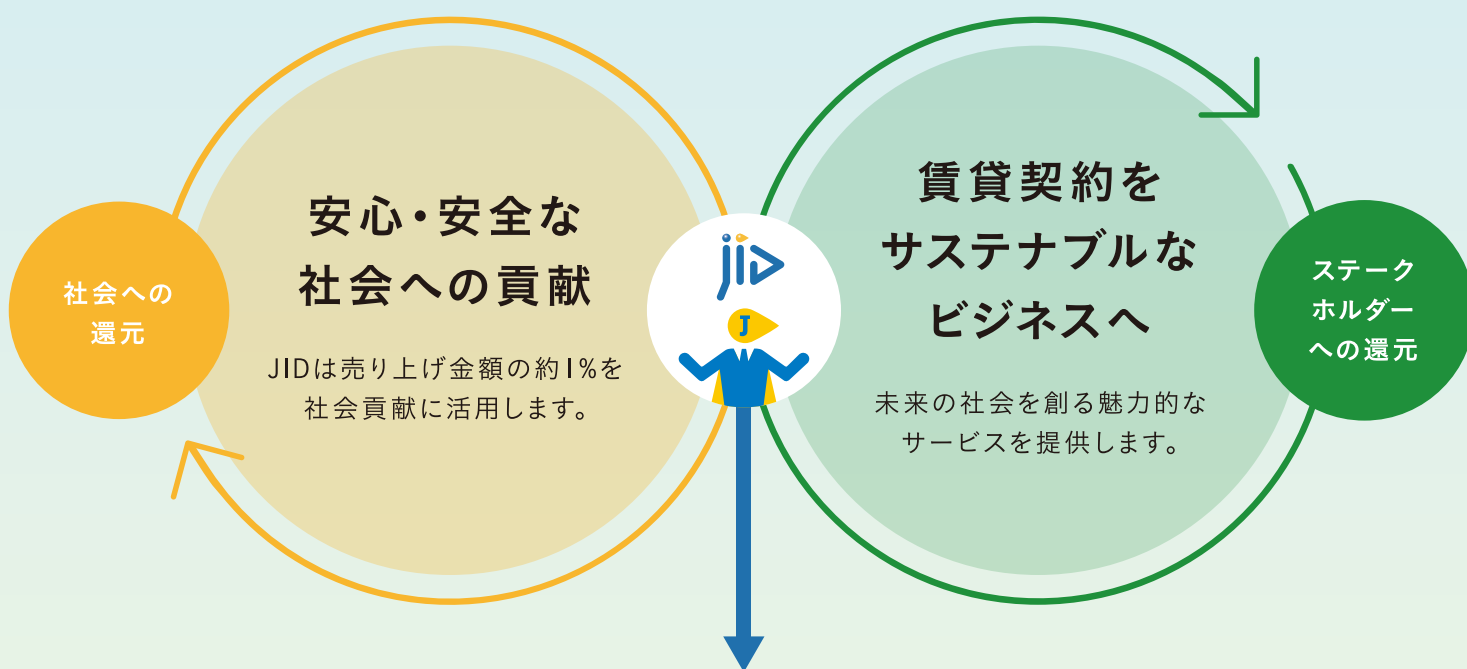 社会への
還元
安心・安全な
社会への貢献
JIDは売り上げ金額の約1%を
社会貢献に活用します。
jID
J
賃貸契約を
サステナブルな
ビジネスへ
未来の社会を創る魅力的な
サービスを提供します。
ステーク
ホルダー
への還元